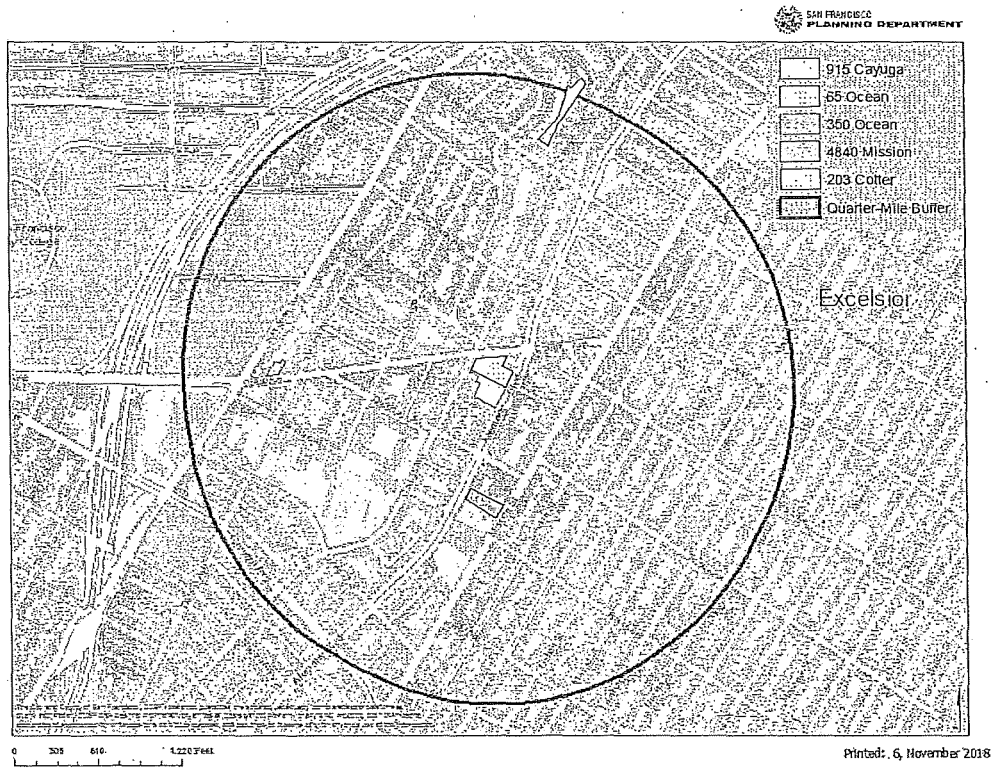 SAN FRANCISCO
PLANNING DEPARTMENT
915 Cayuga
65 Ocean
350 Ocean
4840 Mission
203 Cotter
Quarter-Mile Buffer
Excelsior
0 305 610 1,220 Feet
Printed: 6, November 2018